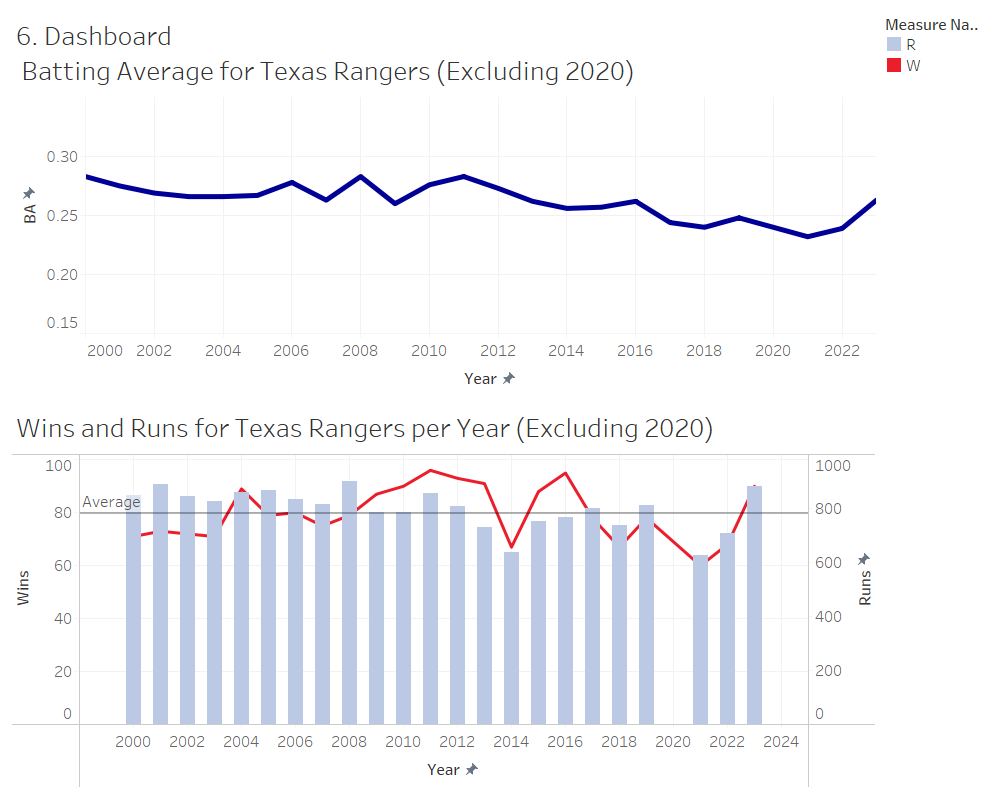 6. Dashboard
Measure Na..
R
W
Batting Average for Texas Rangers (Excluding 2020)
0.30
0.25
0.20
0.15
BA
2000 2002 2004 2006 2008 2010 2012 2014 2016 2018 2020 2022
Year
Wins and Runs for Texas Rangers per Year (Excluding 2020)
100
80
60
40
20
0
Wins
Average
1000
800
600
400
200
0
Runs
2000 2002 2004 2006 2008 2010 2012 2014 2016 2018 2020 2022 2024
Year